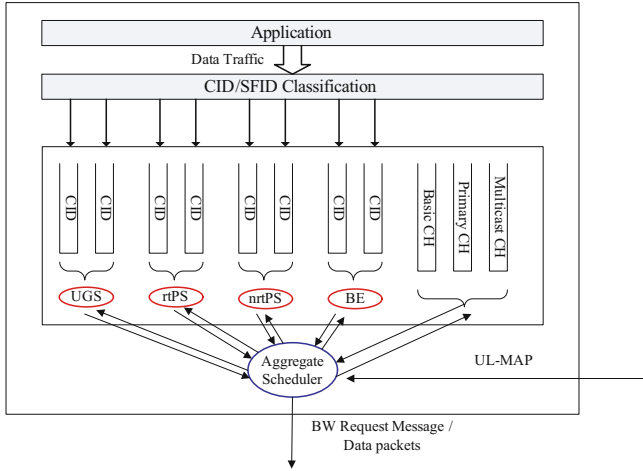 Application
Data Traffic
CID/SFID Classification
CID
CID
CID
CID
CID
CID
CID
CID
Basic CH
Primary CH
Multicast CH
UGS
rtPS
nrtPS
BE
Aggregate
Scheduler
UL-MAP
BW Request Message /
Data packets